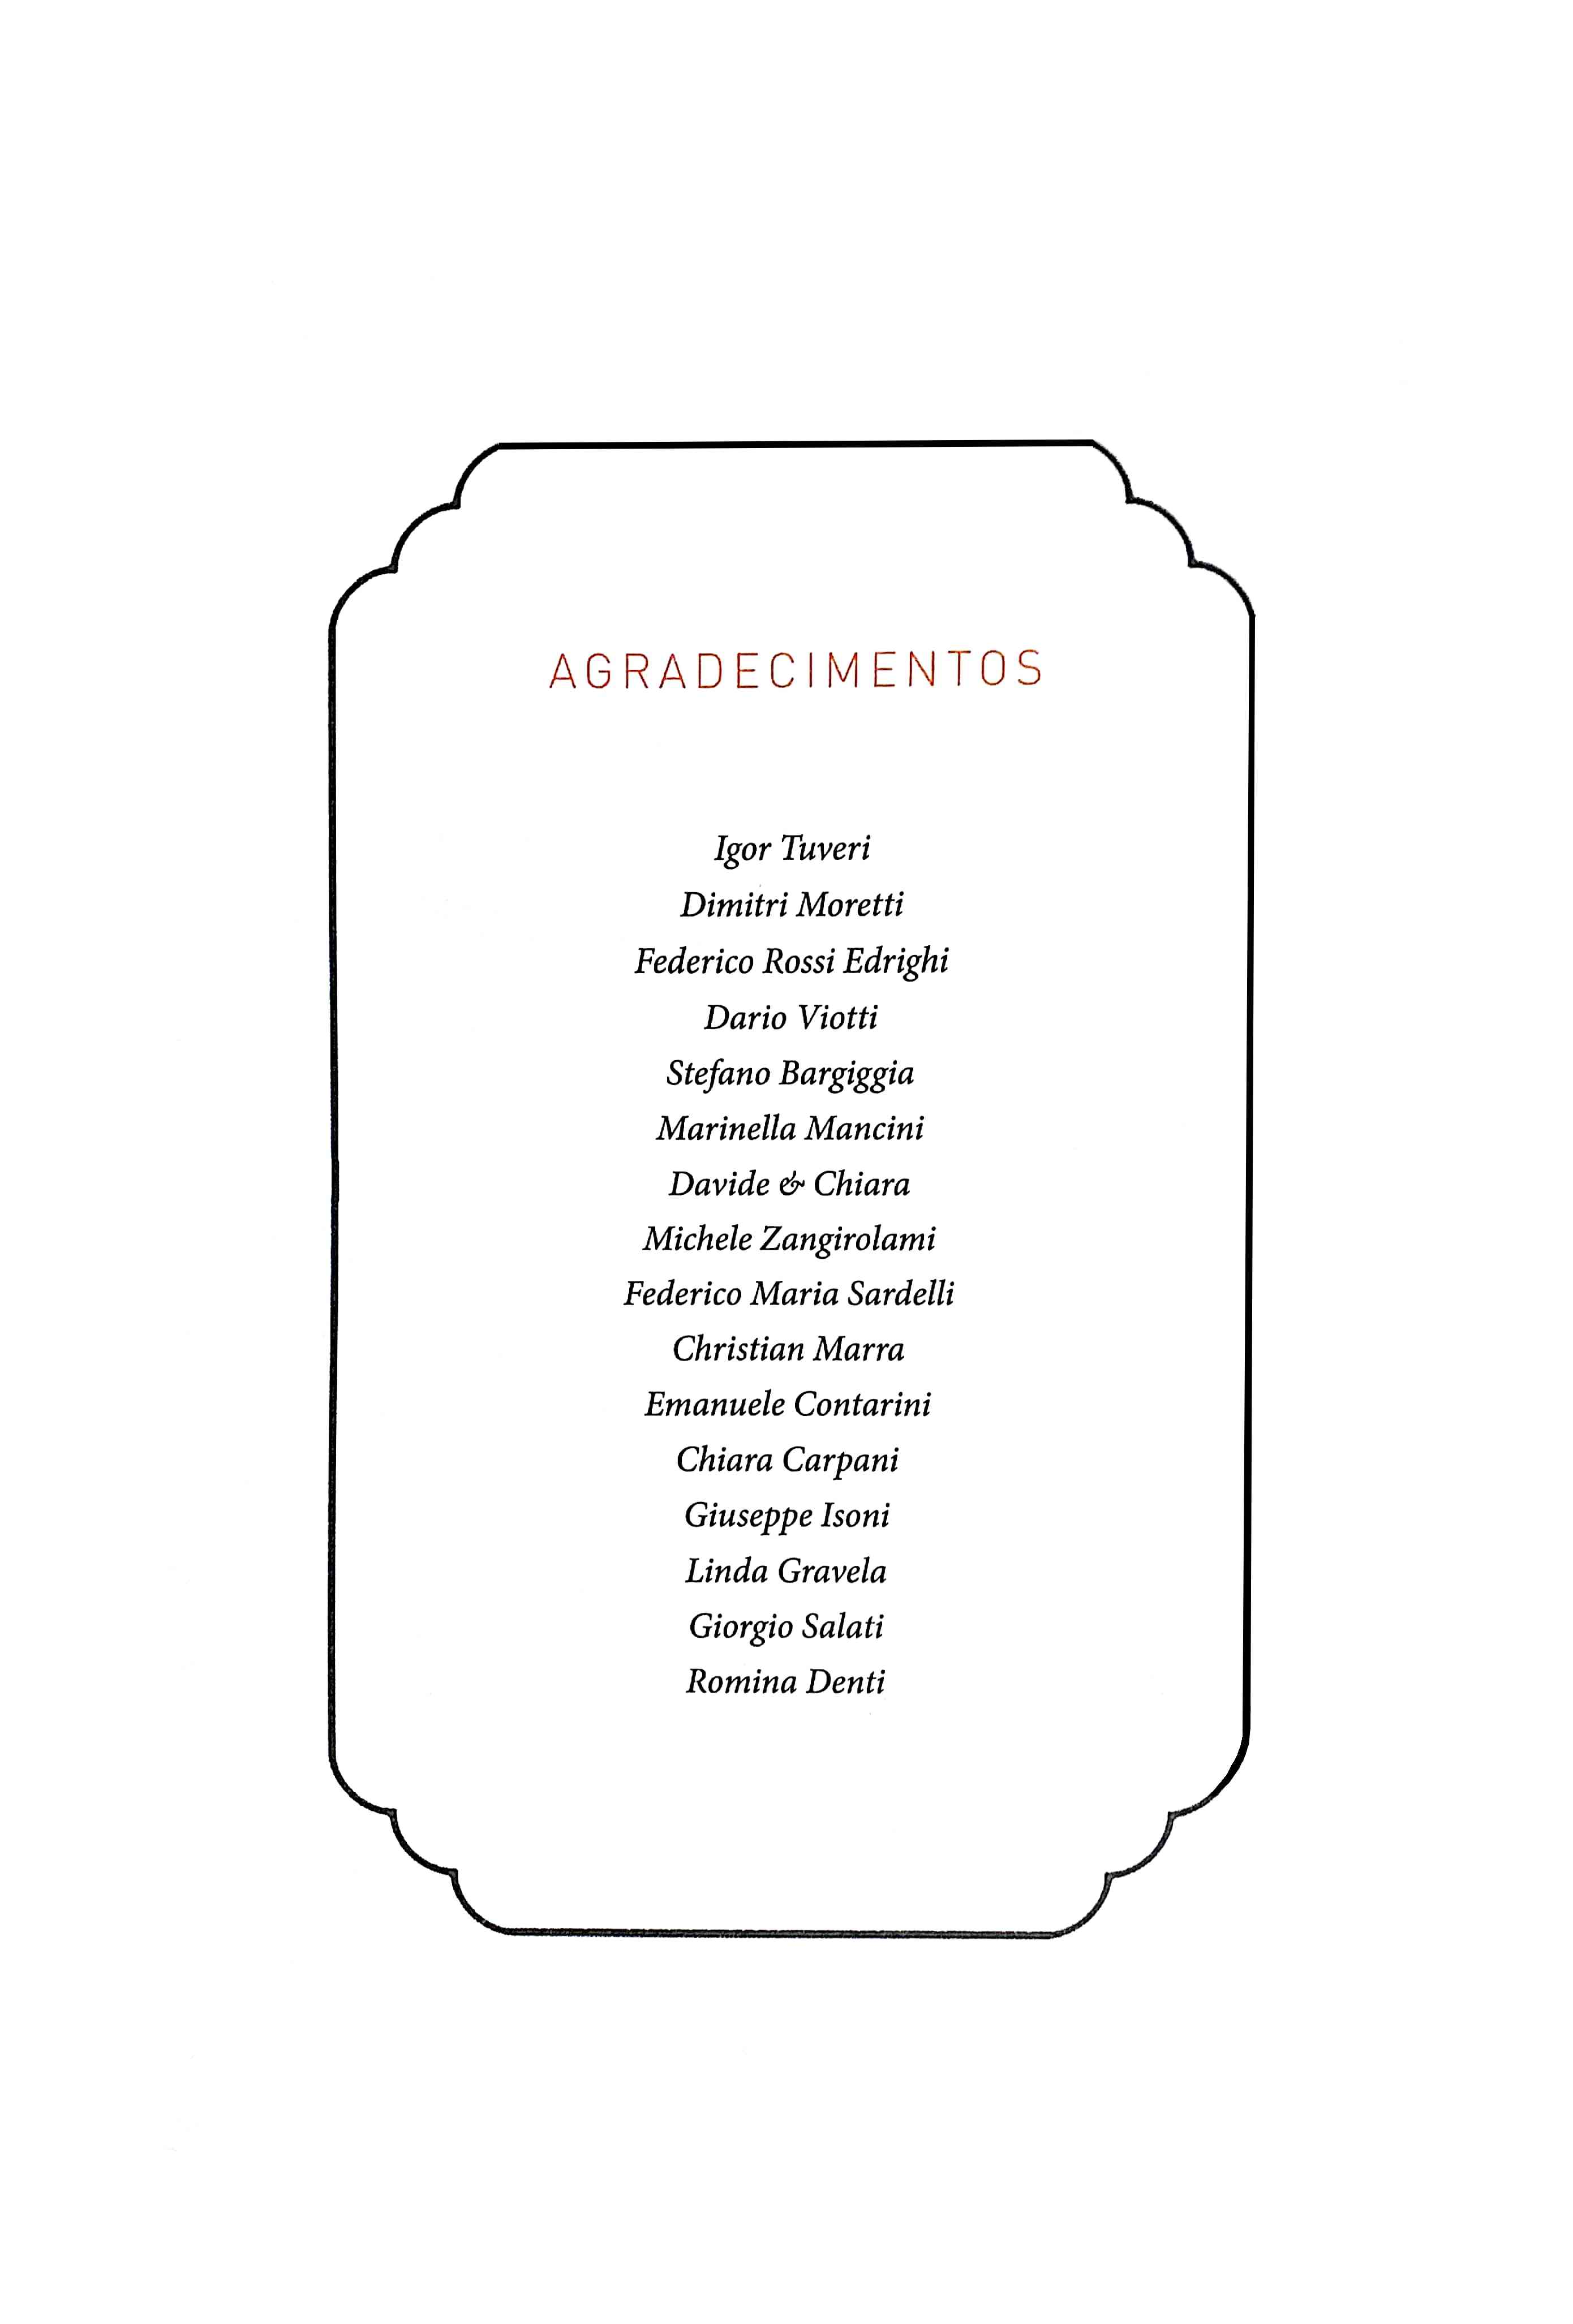 AGRADECIMENTOS
Igor Tuveri
Dimitri Moretti
Federico Rossi Edrighi
Dario Viotti
Stefano Bargiggia
Marinella Mancini
Davide & Chiara
Michele Zangirolami
Federico Maria Sardelli
Christian Marra
Emanuele Contarini
Chiara Carpani
Giuseppe Isoni
Linda Gravela
Giorgio Salati
Romina Denti